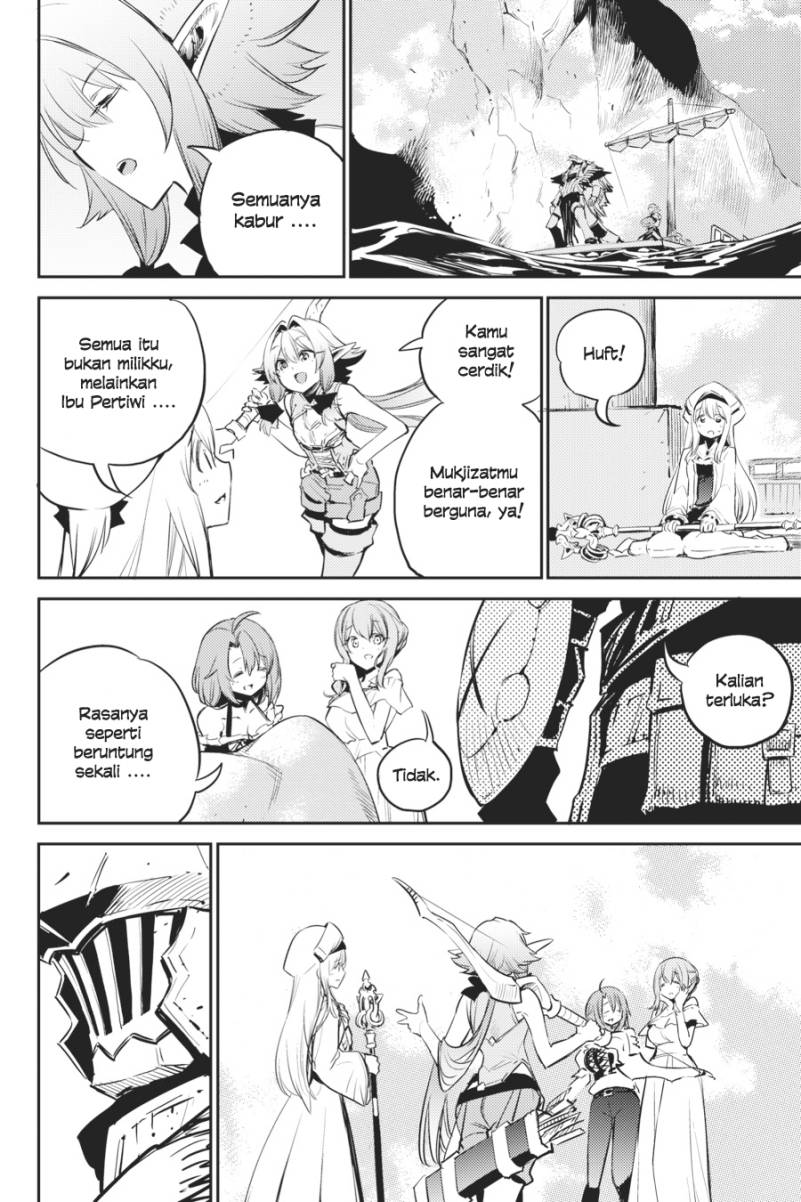 Semuanya
kabur ....
Huft!
Kamu
sangat
cerdik!
Mukjizatmu
benar-benar
berguna, ya!
Semua itu
bukan milikku,
melainkan
Ibu Pertiwi ....
Kalian
terluka?
Tidak.
Rasanya
seperti
beruntung
sekali ....